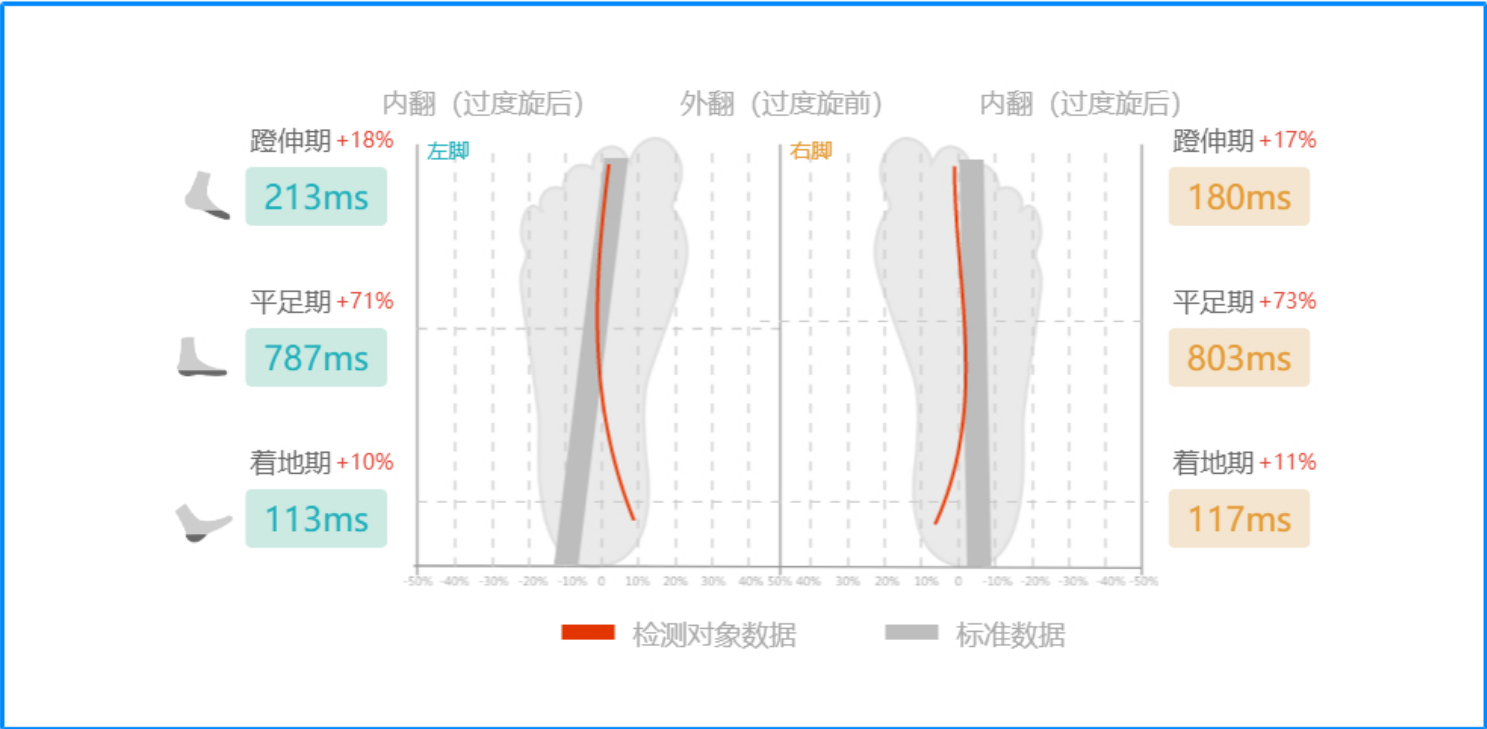 内翻（过度旋后） 外翻（过度旋前） 内翻（过度旋后）
蹬伸期 +18% 左脚 右脚 蹬伸期 +17%
213ms 180ms
平足期 +71% 平足期 +73%
787ms 803ms
着地期 +10% 着地期 +11%
113ms 117ms
-50% -40% -30% -20% -10% 0 10% 20% 30% 40% 50% 40% 30% 20% 10% 0 -10% -20% -30% -40% -50%
检测对象数据 标准数据